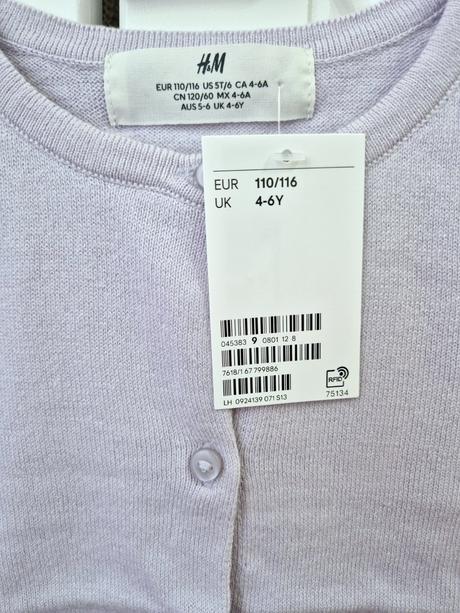 H&M
EUR 110/116 US 5T/6 CA 4-6A
CN 120/60 MX 4-6A
AUS 5-6 UK 4-6Y
EUR 110/116
UK 4-6Y
045383 9 0801 12 8
7618/1 67 799886
LH 0924139 071 S13
RFID
75134